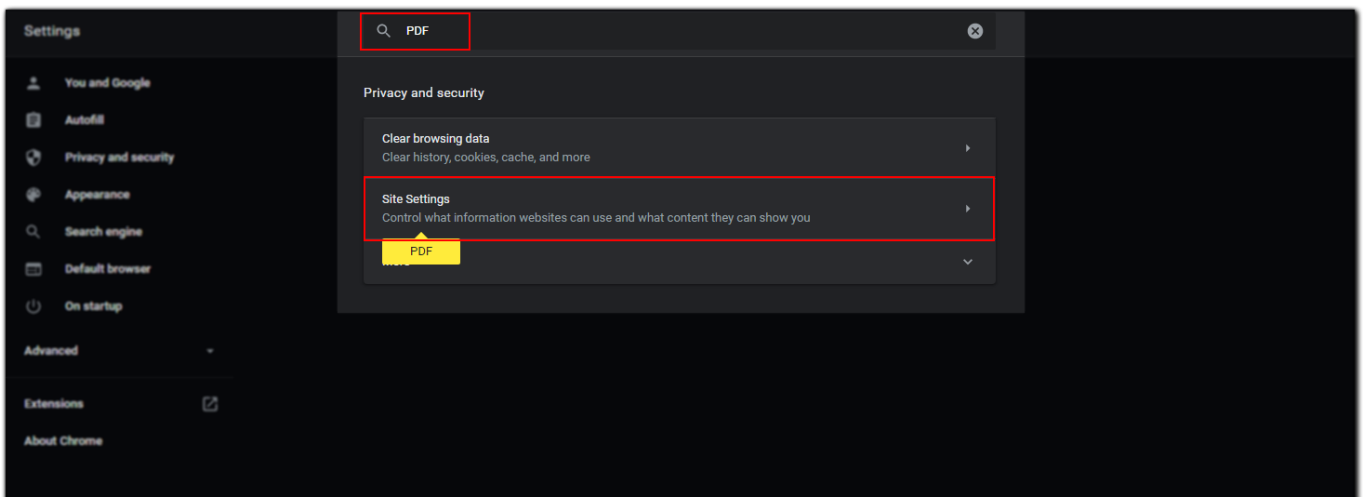 Settings
PDF
You and Google
Autofill
Privacy and security
Appearance
Search engine
Default browser
On startup
Advanced
Extensions
About Chrome
Privacy and security
Clear browsing data
Clear history, cookies, cache, and more
Site Settings
Control what information websites can use and what content they can show you
PDF